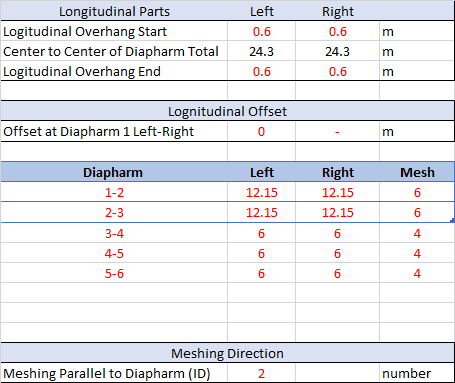 Longitudinal Parts Left Right
Logitudinal Overhang Start 0.6 0.6 m
Center to Center of Diapharm Total 24.3 24.3 m
Logitudinal Overhang End 0.6 0.6 m
Lognitudinal Offset
Offset at Diapharm 1 Left-Right 0 - m
Diapharm Left Right Mesh
1-2 12.15 12.15 6
2-3 12.15 12.15 6
3-4 6 6 4
4-5 6 6 4
5-6 6 6 4
Meshing Direction
Meshing Parallel to Diapharm (ID) 2 number